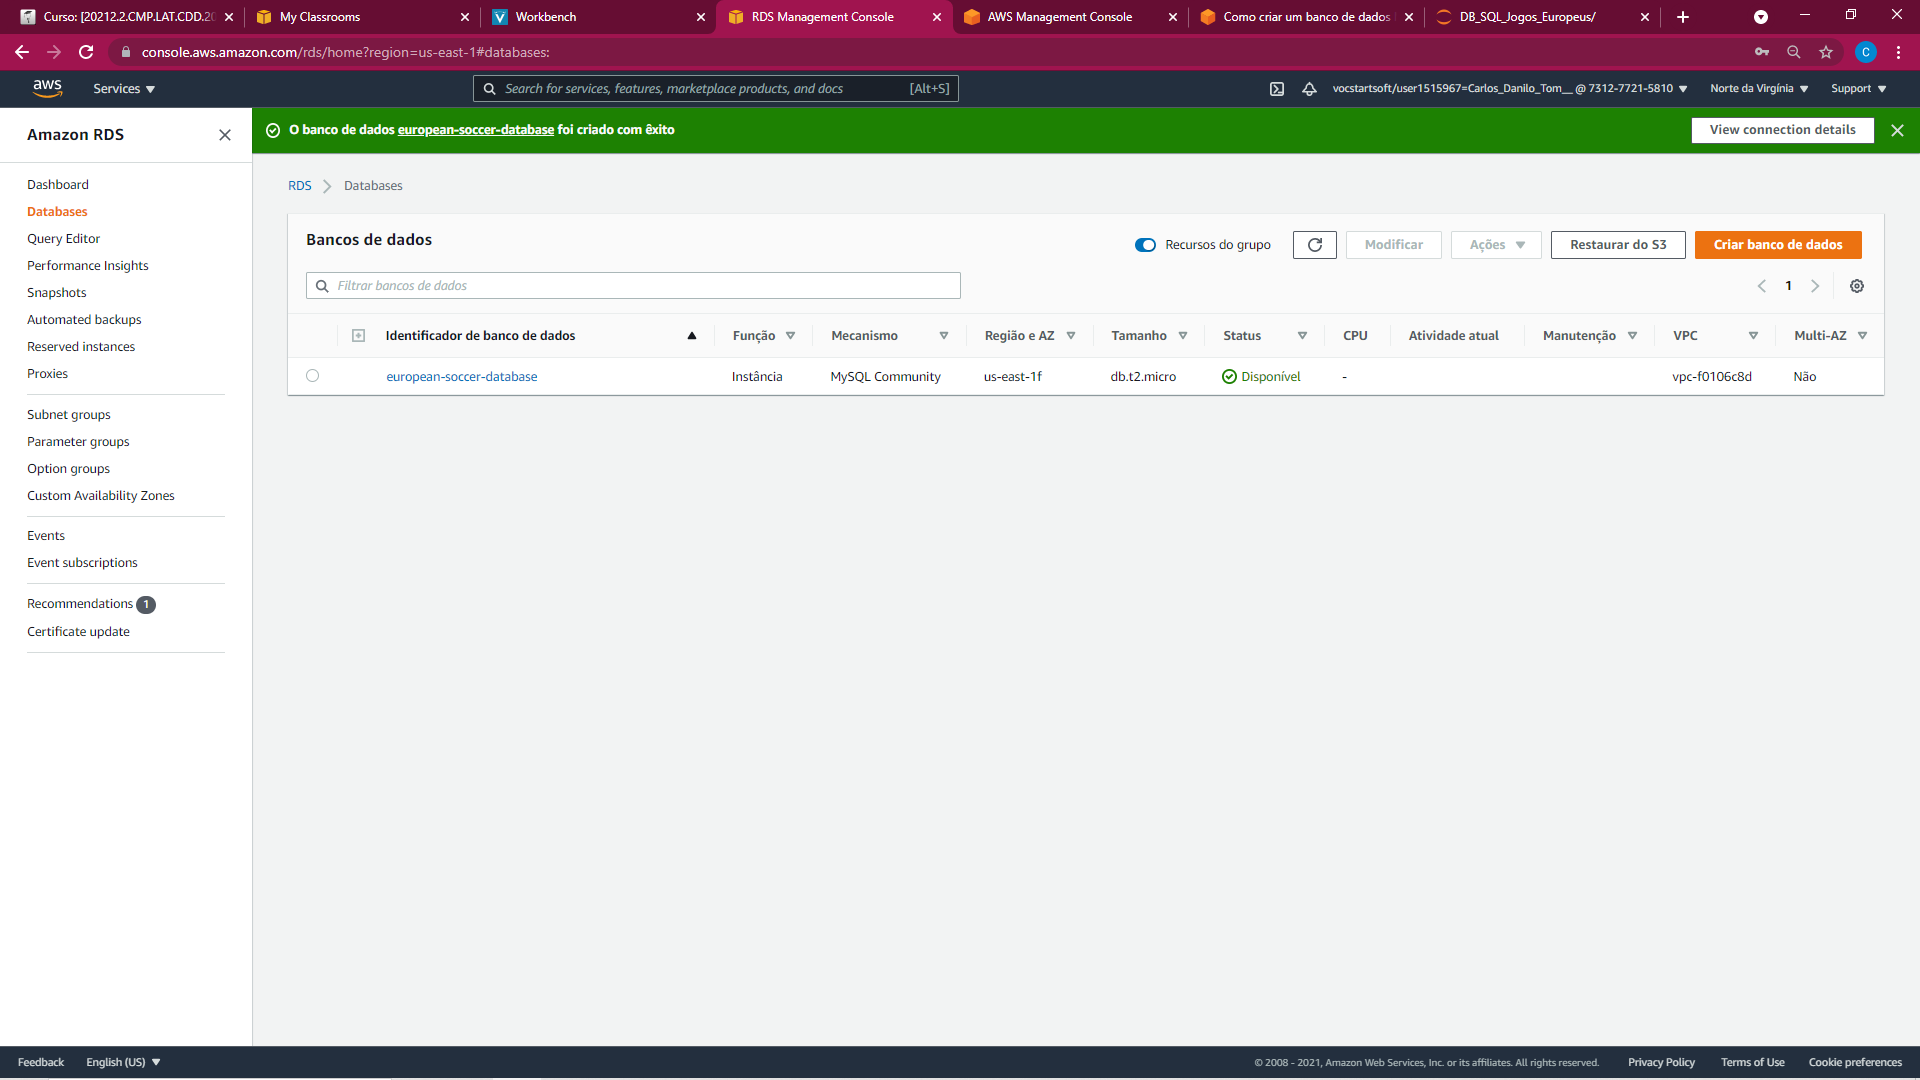 Curso: [20212.2.CMP.LAT.CDD.20
My Classrooms
Workbench
RDS Management Console
AWS Management Console
Como criar um banco de dados
DB_SQL_Jogos_Europeus/
console.aws.amazon.com/rds/home?region=us-east-1#databases:
C
aws
Services
Search for services, features, marketplace products, and docs
[Alt+S]
vocstartsoft/user1515967=Carlos_Danilo_Tom__ @ 7312-7721-5810
Norte da Virgínia
Support
Amazon RDS
Dashboard
Databases
Query Editor
Performance Insights
Snapshots
Automated backups
Reserved instances
Proxies
Subnet groups
Parameter groups
Option groups
Custom Availability Zones
Events
Event subscriptions
Recommendations 1
Certificate update
O banco de dados european-soccer-database foi criado com êxito
View connection details
RDS
Databases
Bancos de dados
Recursos do grupo
Modificar
Ações
Restaurar do S3
Criar banco de dados
Filtrar bancos de dados
1
Identificador de banco de dados Função Mecanismo Região e AZ Tamanho Status CPU Atividade atual Manutenção VPC Multi-AZ
european-soccer-database Instância MySQL Community us-east-1f db.t2.micro Disponível - vpc-f0106c8d Não
Feedback
English (US)
© 2008 - 2021, Amazon Web Services, Inc. or its affiliates. All rights reserved.
Privacy Policy
Terms of Use
Cookie preferences